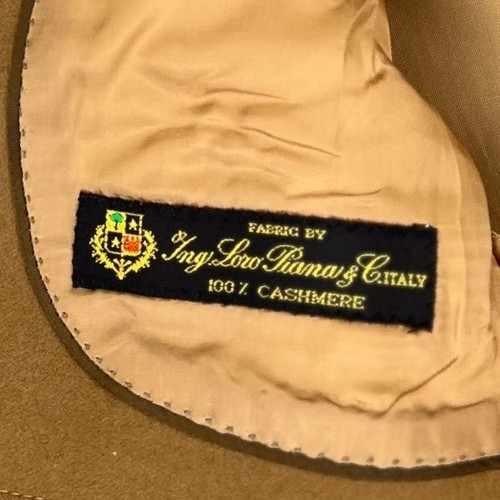 FABRIC BY
Ing. Loro Piana & C. ITALY
100% CASHMERE